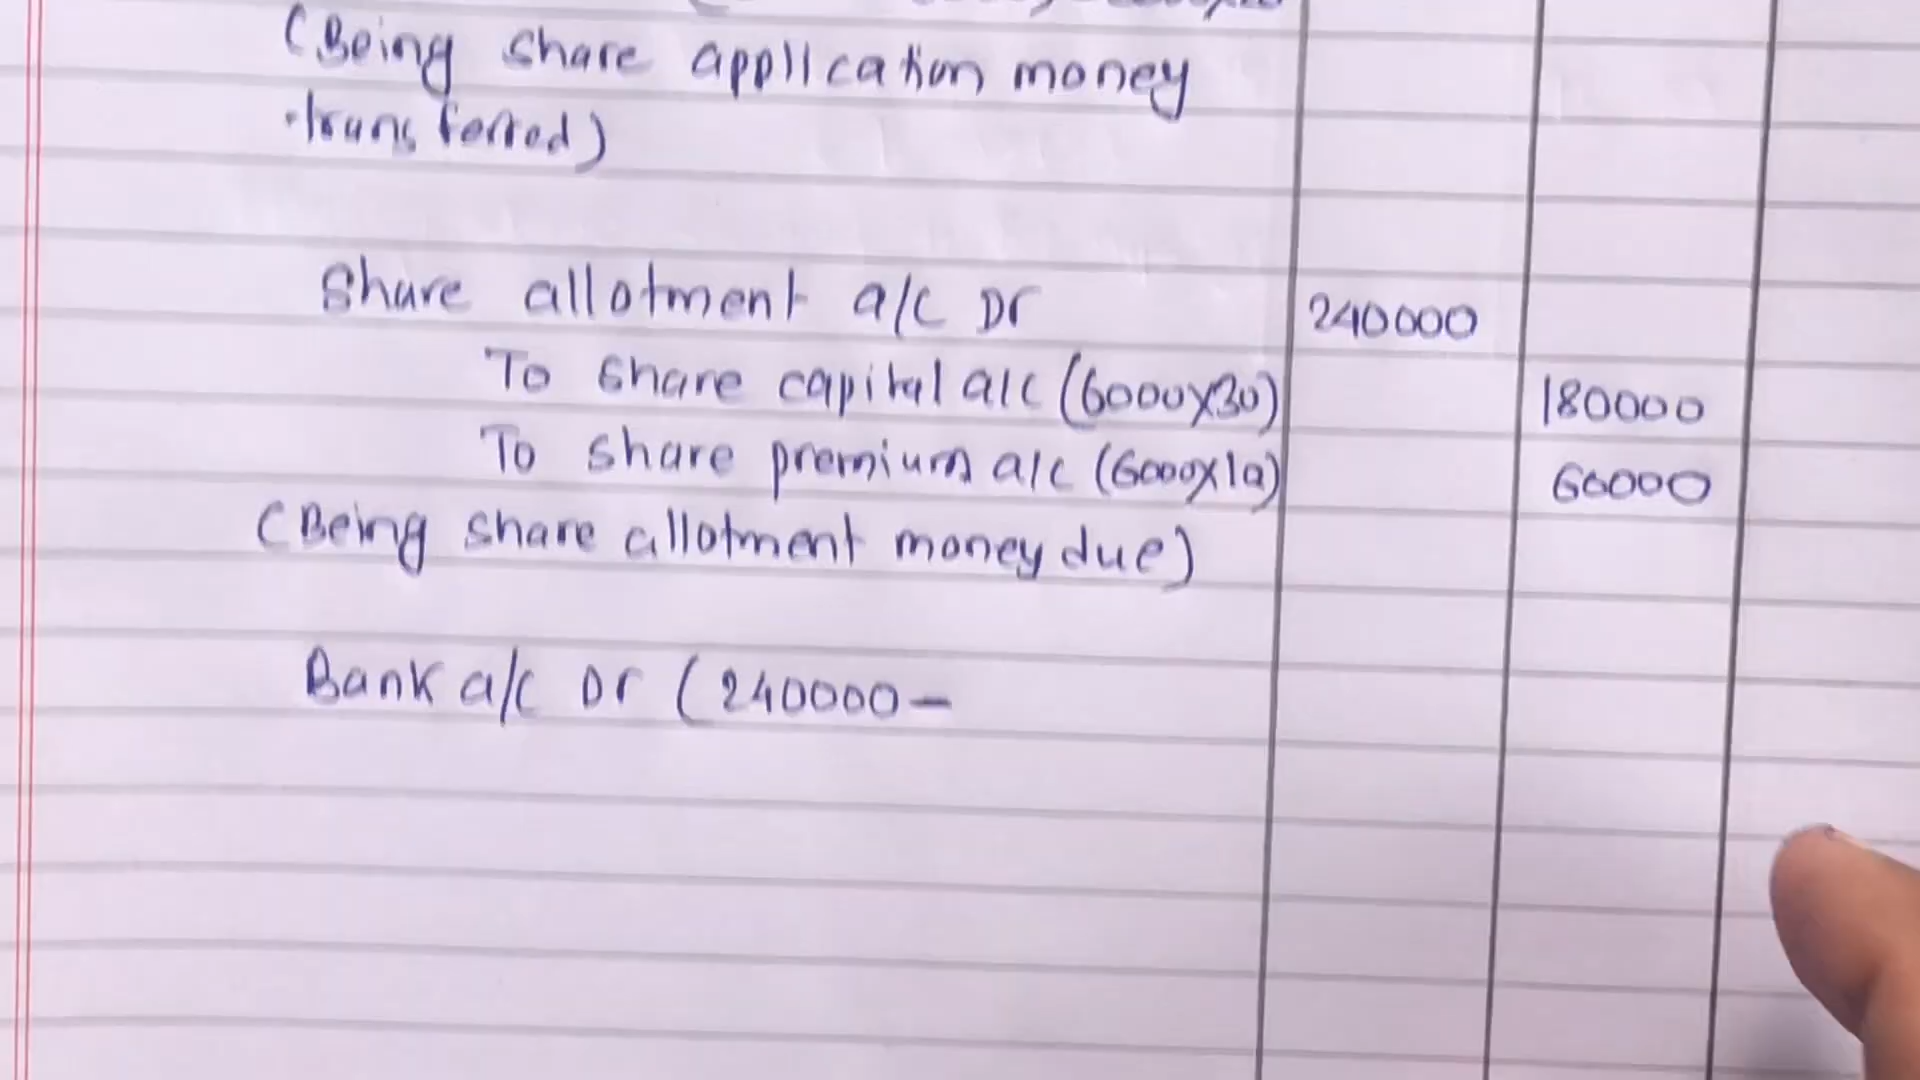 (Being share application money
transferred)
Share allotment a/c Dr 240000
To share capital a/c (6000x30) 180000
To share premium a/c (6000x10) 60000
(Being share allotment money due)
Bank a/c Dr (240000-